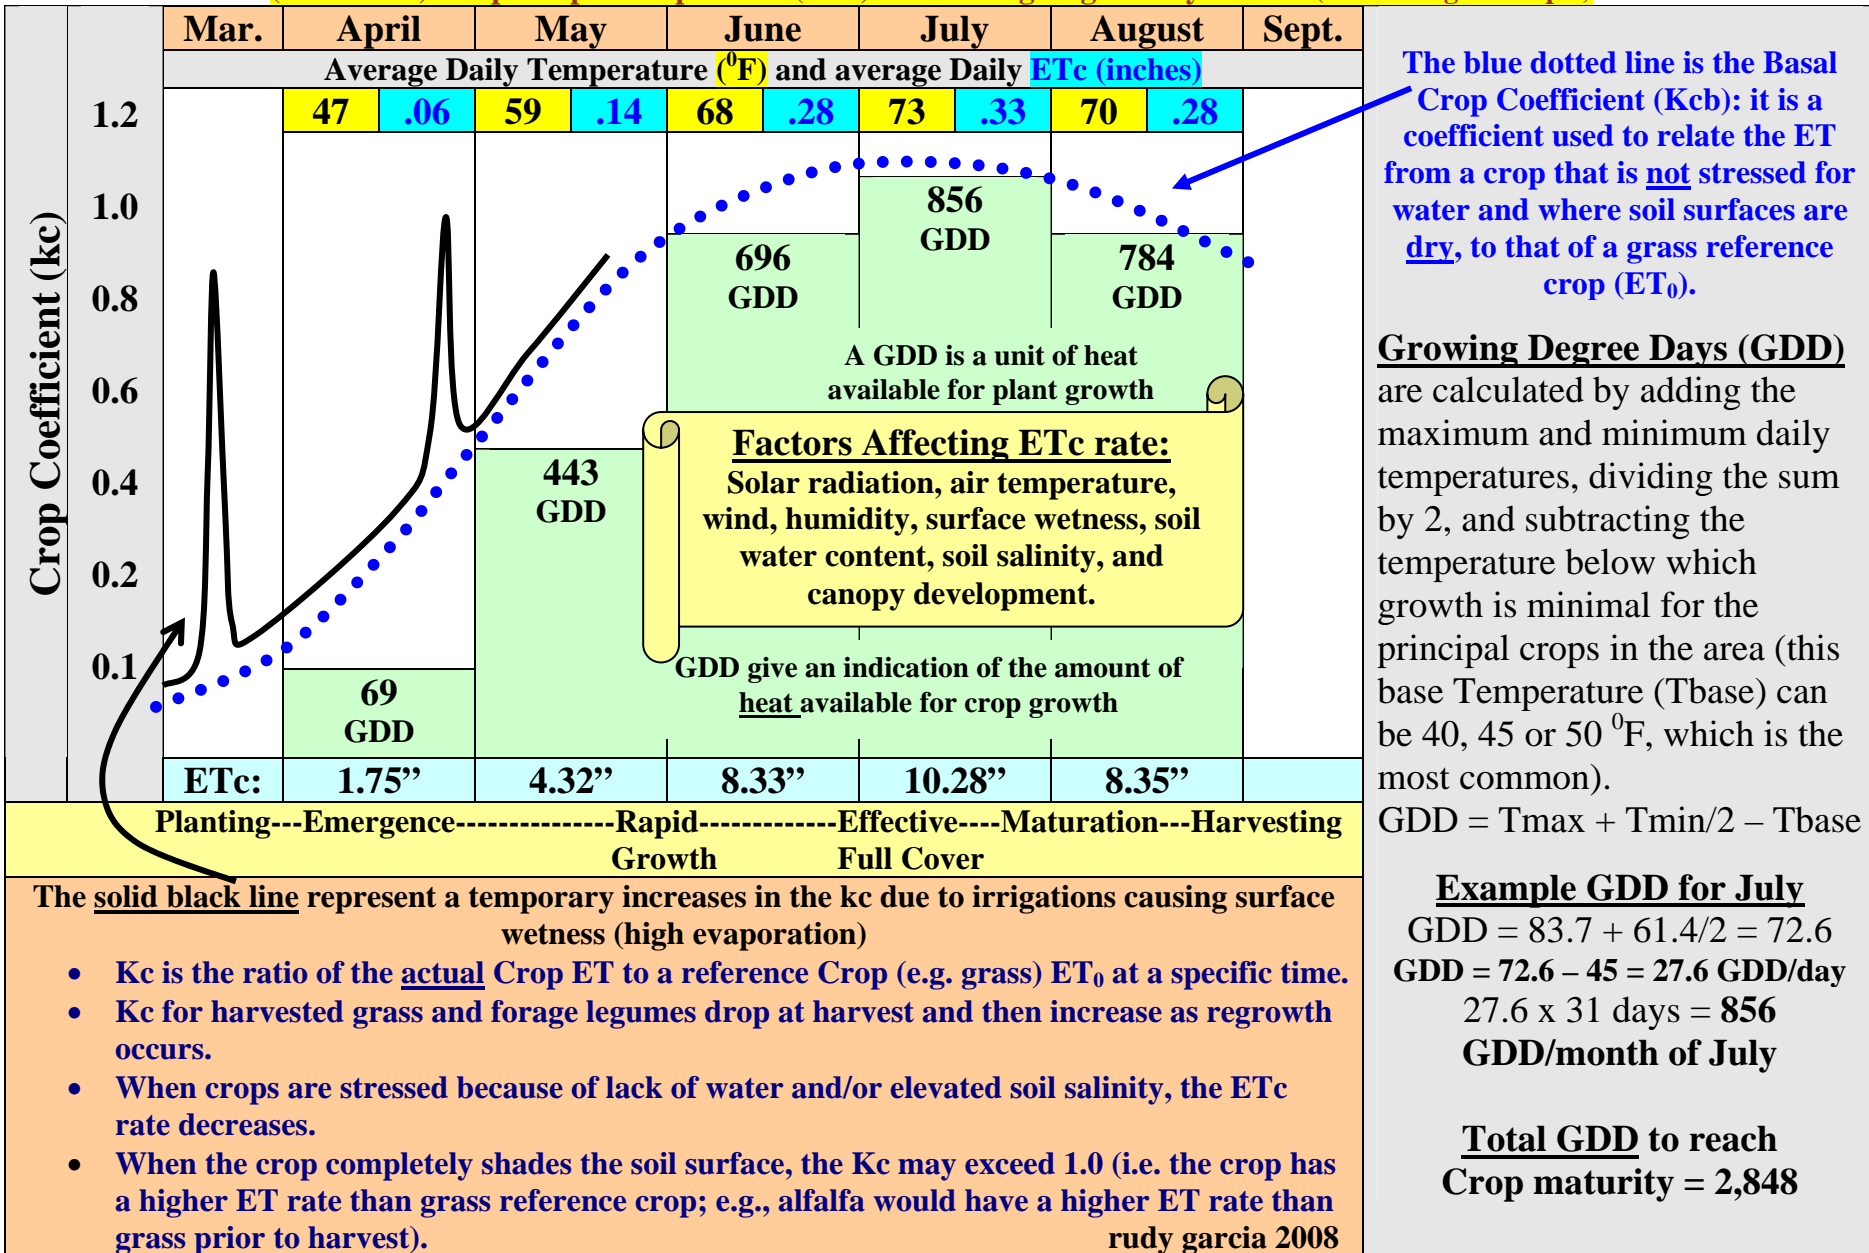 Mar. April May June July August Sept.
Average Daily Temperature (⁰F) and average Daily ETc (inches)
47 .06 59 .14 68 .28 73 .33 70 .28
Crop Coefficient (kc)
1.2
1.0
0.8
0.6
0.4
0.2
0.1
856
GDD
696
GDD
784
GDD
443
GDD
69
GDD
A GDD is a unit of heat
available for plant growth
Factors Affecting ETc rate:
Solar radiation, air temperature,
wind, humidity, surface wetness, soil
water content, soil salinity, and
canopy development.
GDD give an indication of the amount of
heat available for crop growth
ETc: 1.75” 4.32” 8.33” 10.28” 8.35”
Planting---Emergence---------------Rapid-------------Effective----Maturation---Harvesting
Growth Full Cover
The solid black line represent a temporary increases in the kc due to irrigations causing surface
wetness (high evaporation)
• Kc is the ratio of the actual Crop ET to a reference Crop (e.g. grass) ET₀ at a specific time.
• Kc for harvested grass and forage legumes drop at harvest and then increase as regrowth
occurs.
• When crops are stressed because of lack of water and/or elevated soil salinity, the ETc
rate decreases.
• When the crop completely shades the soil surface, the Kc may exceed 1.0 (i.e. the crop has
a higher ET rate than grass reference crop; e.g., alfalfa would have a higher ET rate than
grass prior to harvest).
rudy garcia 2008
The blue dotted line is the Basal
Crop Coefficient (Kcb): it is a
coefficient used to relate the ET
from a crop that is not stressed for
water and where soil surfaces are
dry, to that of a grass reference
crop (ET₀).
Growing Degree Days (GDD)
are calculated by adding the
maximum and minimum daily
temperatures, dividing the sum
by 2, and subtracting the
temperature below which
growth is minimal for the
principal crops in the area (this
base Temperature (Tbase) can
be 40, 45 or 50 ⁰F, which is the
most common).
GDD = Tmax + Tmin/2 – Tbase
Example GDD for July
GDD = 83.7 + 61.4/2 = 72.6
GDD = 72.6 – 45 = 27.6 GDD/day
27.6 x 31 days = 856
GDD/month of July
Total GDD to reach
Crop maturity = 2,848